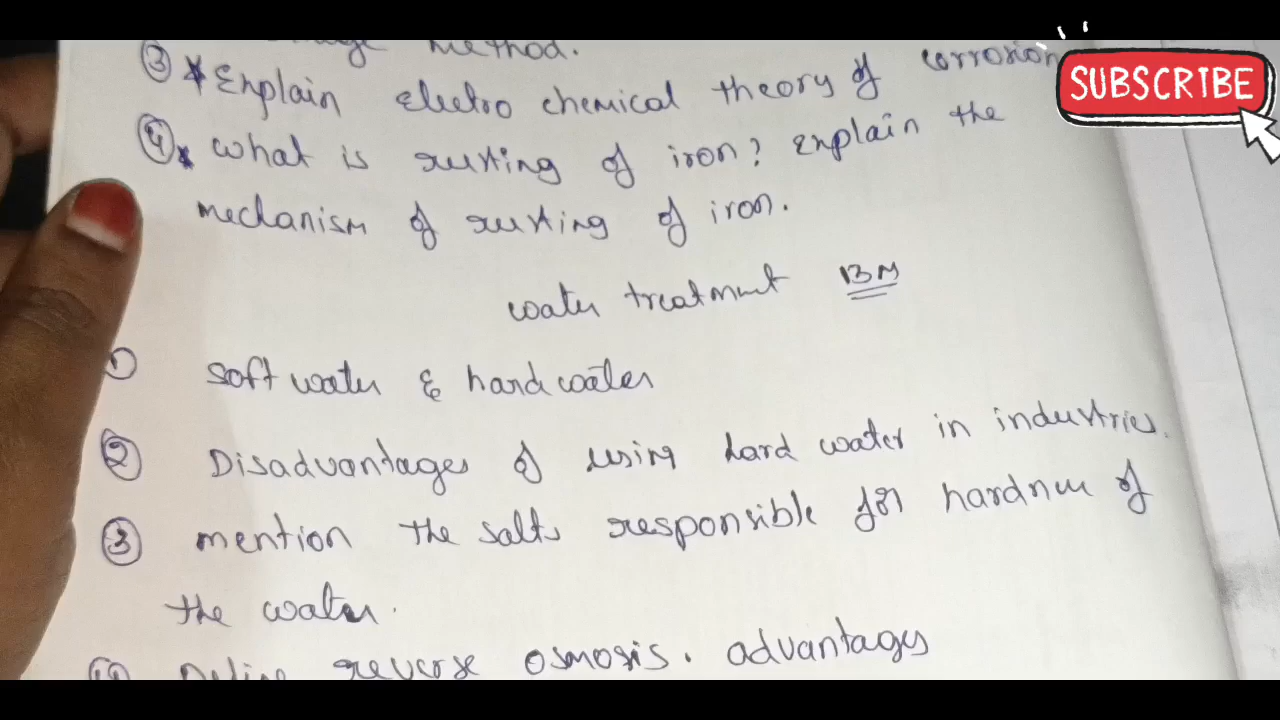 method.
③ * Explain electro chemical theory of corrosion
④ * What is rusting of iron? explain the
mechanism of rusting of iron.
water treatment 13M
① soft water & hard water
② Disadvantages of using hard water in industries.
③ mention the salts responsible for hardness of
the water.
Define reverse osmosis. advantages
SUBSCRIBE